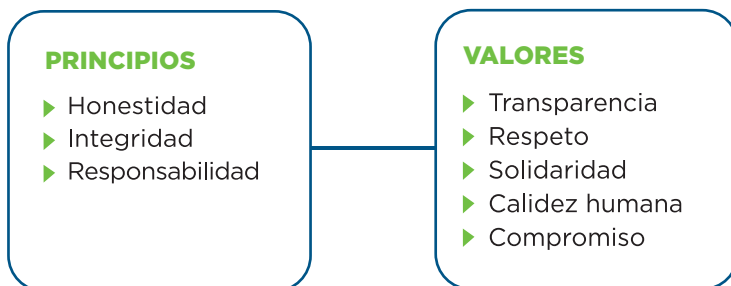 PRINCIPIOS
Honestidad
Integridad
Responsabilidad
VALORES
Transparencia
Respeto
Solidaridad
Calidez humana
Compromiso